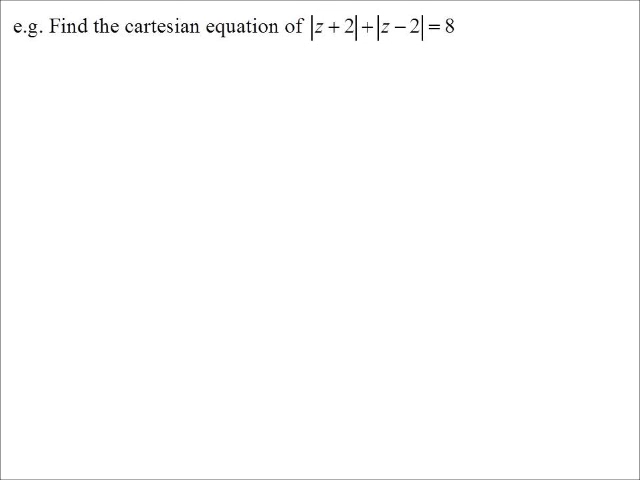 e.g. Find the cartesian equation of |z + 2| + |z − 2| = 8